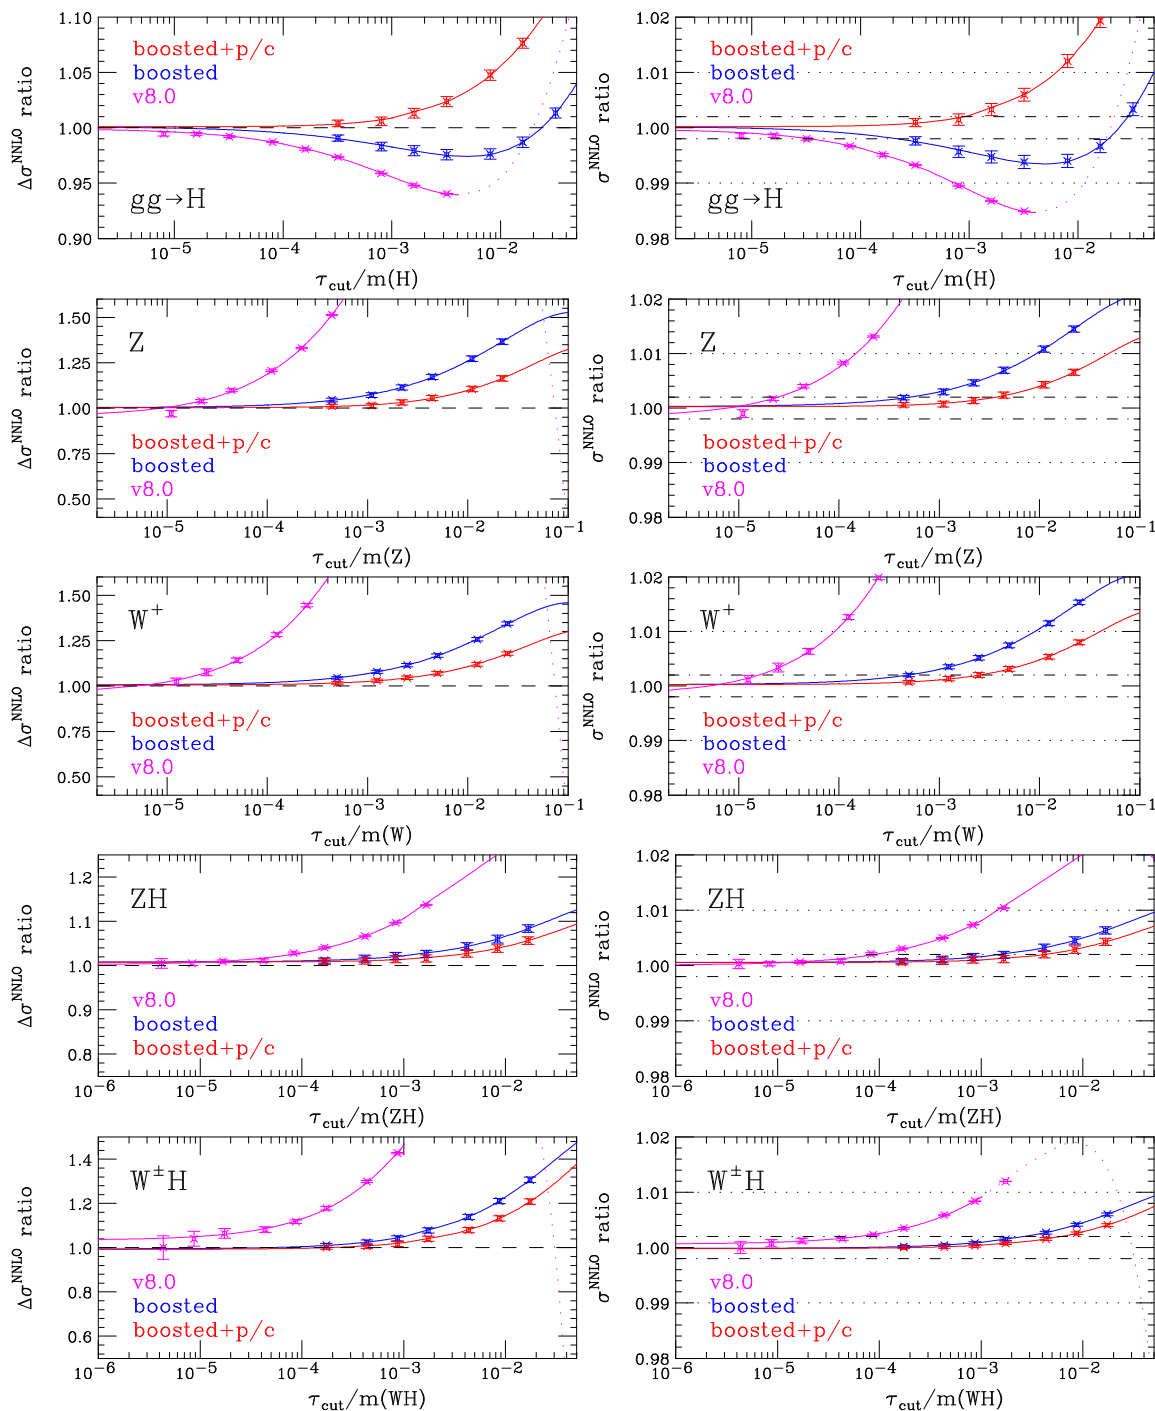 1.10
1.05
1.00
0.95
0.90
Δσ^NNLO ratio
boosted+p/c
boosted
v8.0
gg→H
10^-5 10^-4 10^-3 10^-2
τ_cut/m(H)
1.02
1.01
1.00
0.99
0.98
σ^NNLO ratio
boosted+p/c
boosted
v8.0
gg→H
10^-5 10^-4 10^-3 10^-2
τ_cut/m(H)
1.50
1.25
1.00
0.75
0.50
Δσ^NNLO ratio
Z
boosted+p/c
boosted
v8.0
10^-5 10^-4 10^-3 10^-2 10^-1
τ_cut/m(Z)
1.02
1.01
1.00
0.99
0.98
σ^NNLO ratio
Z
boosted+p/c
boosted
v8.0
10^-5 10^-4 10^-3 10^-2 10^-1
τ_cut/m(Z)
1.50
1.25
1.00
0.75
0.50
Δσ^NNLO ratio
W^+
boosted+p/c
boosted
v8.0
10^-5 10^-4 10^-3 10^-2 10^-1
τ_cut/m(W)
1.02
1.01
1.00
0.99
0.98
σ^NNLO ratio
W^+
boosted+p/c
boosted
v8.0
10^-5 10^-4 10^-3 10^-2 10^-1
τ_cut/m(W)
1.2
1.1
1.0
0.9
0.8
Δσ^NNLO ratio
ZH
v8.0
boosted
boosted+p/c
10^-6 10^-5 10^-4 10^-3 10^-2
τ_cut/m(ZH)
1.02
1.01
1.00
0.99
0.98
σ^NNLO ratio
ZH
v8.0
boosted
boosted+p/c
10^-6 10^-5 10^-4 10^-3 10^-2
τ_cut/m(ZH)
1.4
1.2
1.0
0.8
0.6
Δσ^NNLO ratio
W^±H
v8.0
boosted
boosted+p/c
10^-6 10^-5 10^-4 10^-3 10^-2
τ_cut/m(WH)
1.02
1.01
1.00
0.99
0.98
σ^NNLO ratio
W^±H
v8.0
boosted
boosted+p/c
10^-6 10^-5 10^-4 10^-3 10^-2
τ_cut/m(WH)